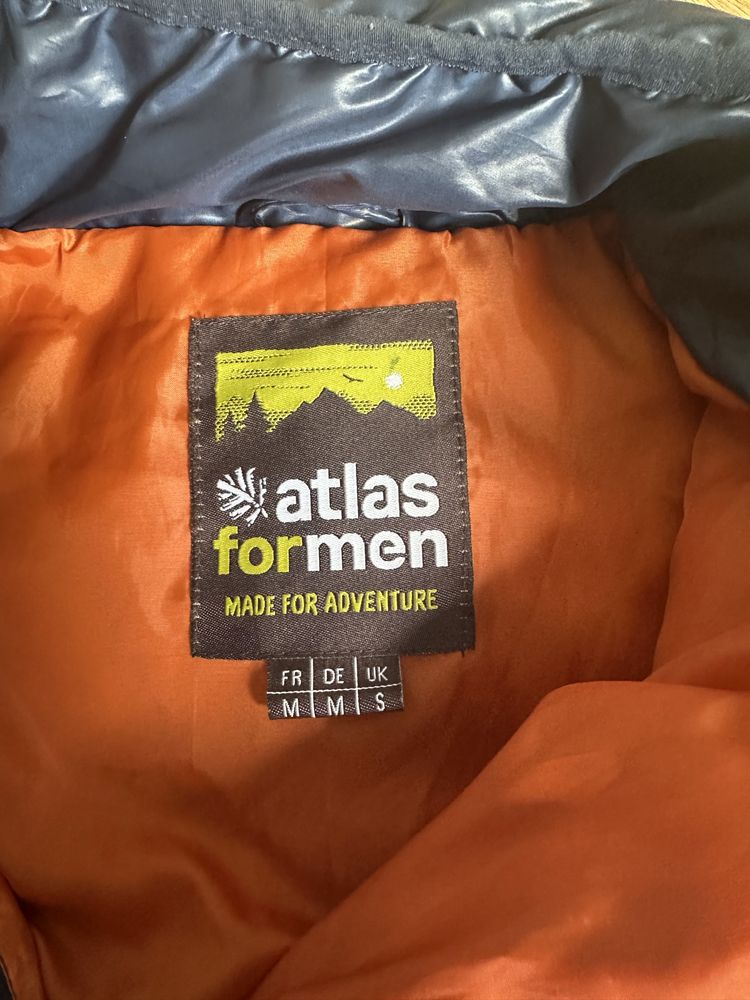 atlas
formen
MADE FOR ADVENTURE
FR DE UK
M M S